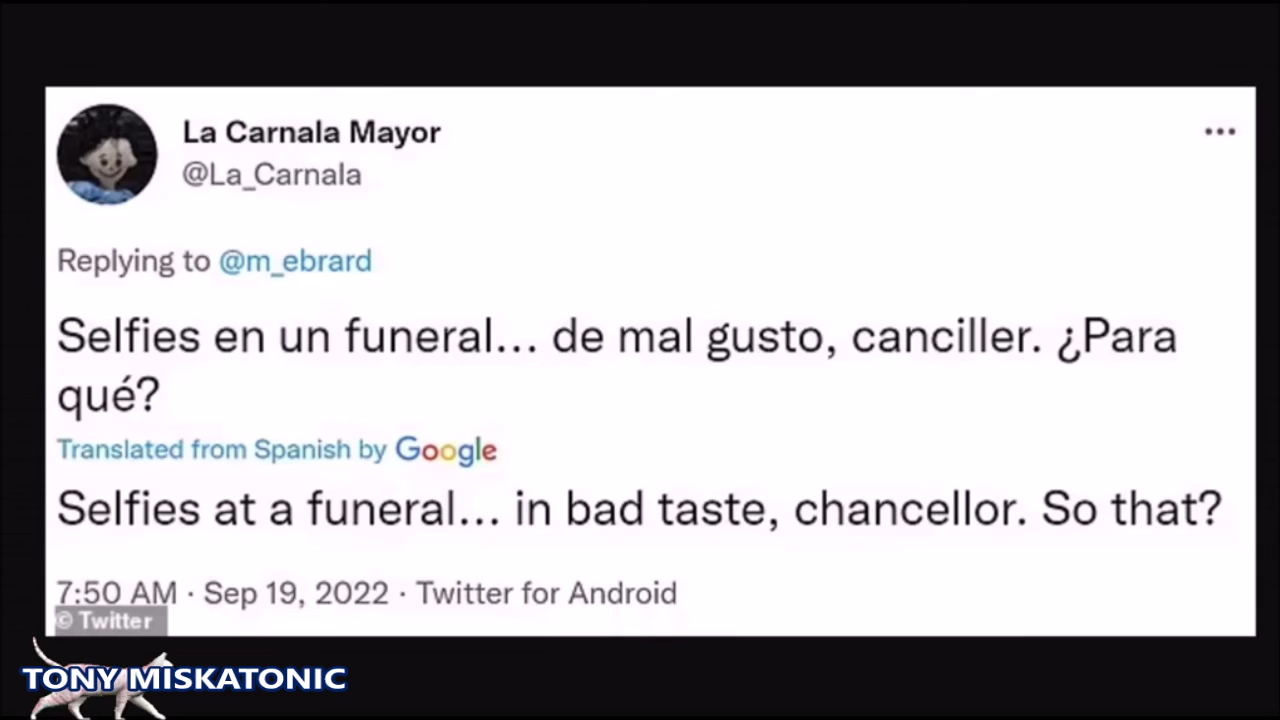 La Carnala Mayor
@La_Carnala
Replying to @m_ebrard
Selfies en un funeral... de mal gusto, canciller. ¿Para
qué?
Translated from Spanish by Google
Selfies at a funeral... in bad taste, chancellor. So that?
7:50 AM · Sep 19, 2022 · Twitter for Android
© Twitter
TONY MISKATONIC